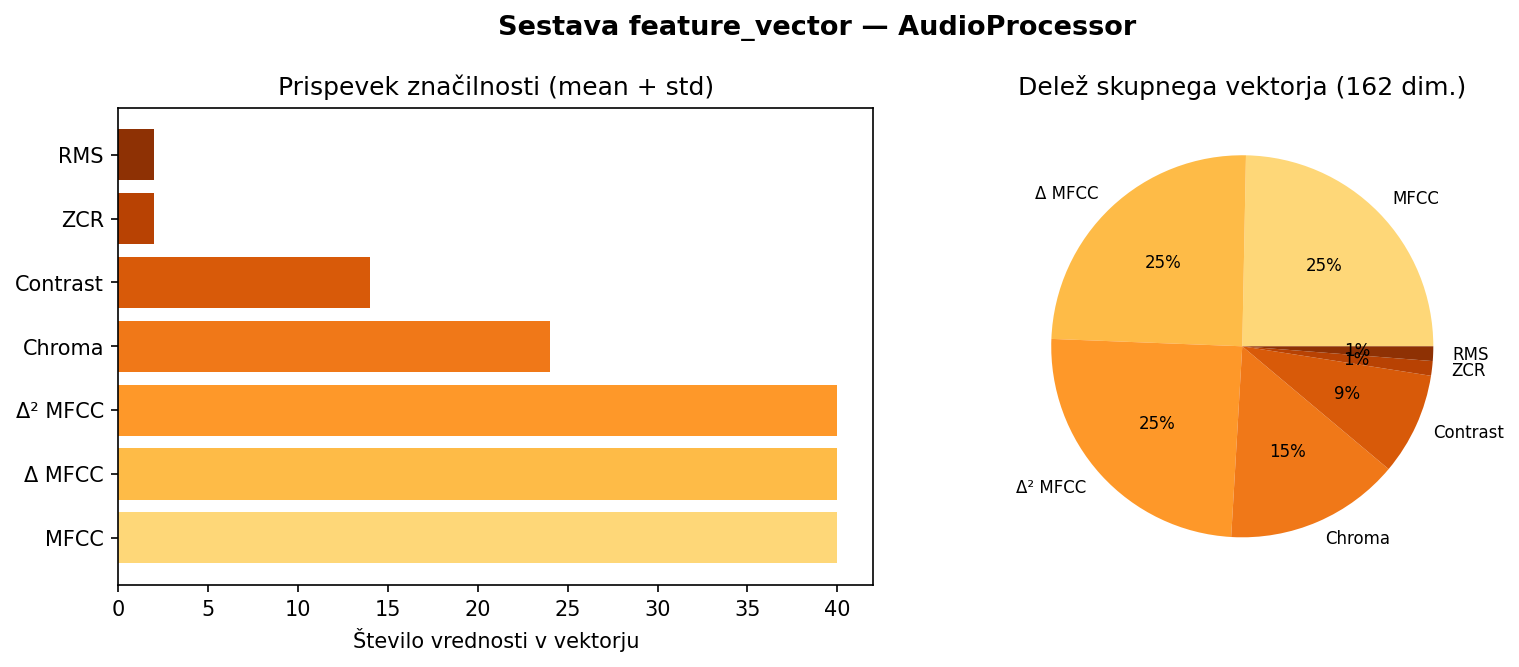 Sestava feature_vector — AudioProcessor
Prispevek značilnosti (mean + std)
RMS
ZCR
Contrast
Chroma
Δ² MFCC
Δ MFCC
MFCC
0 5 10 15 20 25 30 35 40
Število vrednosti v vektorju
Delež skupnega vektorja (162 dim.)
Δ MFCC
MFCC
25%
25%
1%
RMS
1%
ZCR
9%
25%
Contrast
15%
Δ² MFCC
Chroma